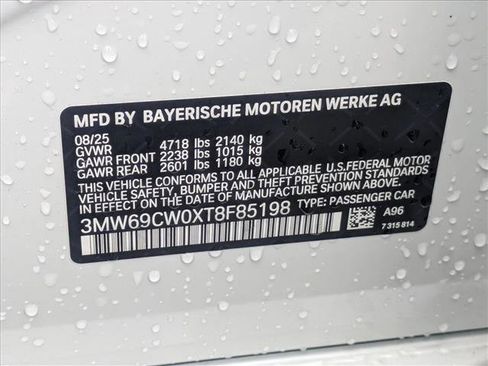 MFD BY BAYERISCHE MOTOREN WERKE AG
08/25
GVWR 4718 lbs 2140 kg
GAWR FRONT 2238 lbs 1015 kg
GAWR REAR 2601 lbs 1180 kg
THIS VEHICLE CONFORMS TO ALL APPLICABLE U.S.FEDERAL MOTOR
VEHICLE SAFETY, BUMPER AND THEFT PREVENTION STANDARDS
IN EFFECT ON THE DATE OF MANUFACTURE SHOWN ABOVE.
3MW69CW0XT8F85198 TYPE: PASSENGER CAR
A96
7 315 814